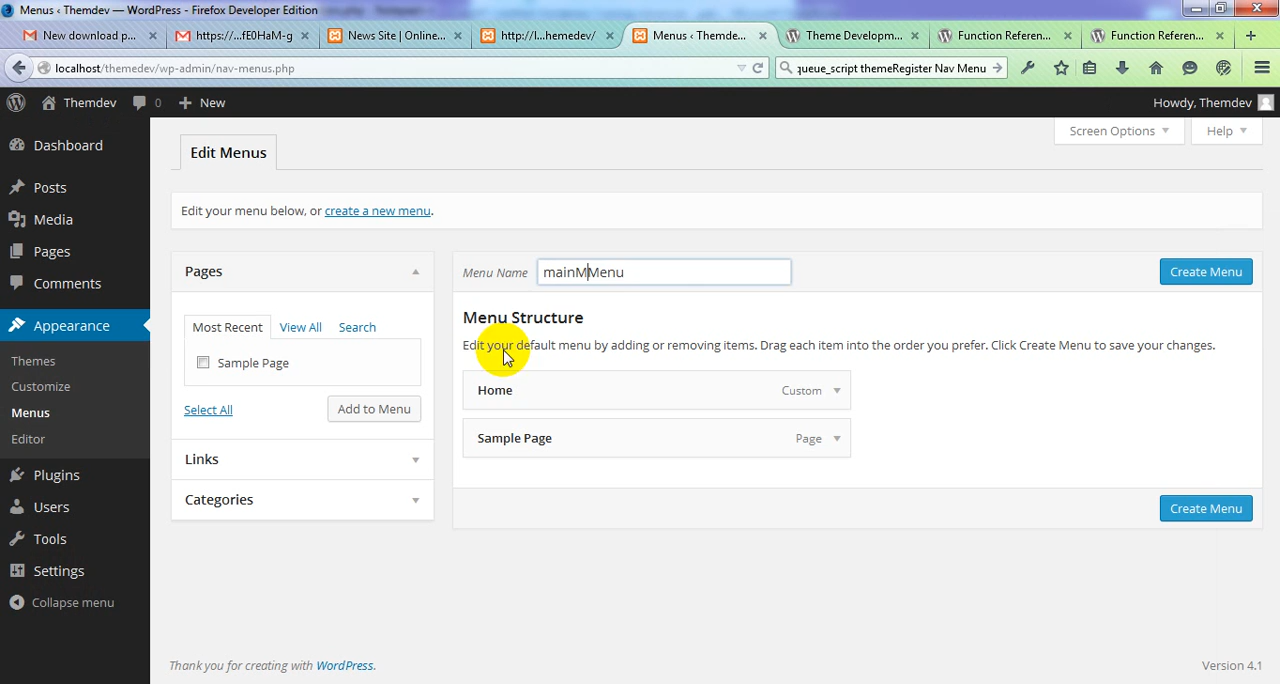 Menus ‹ Themdev — WordPress - Firefox Developer Edition
New download p...
https://...fE0HaM-g
News Site | Online...
http://l...hemedev/
Menus ‹ Themde...
Theme Developm...
Function Referen...
Function Referen...
localhost/themedev/wp-admin/nav-menus.php
queue_script themeRegister Nav Menu
Themdev
0
New
Howdy, Themdev
Dashboard
Posts
Media
Pages
Comments
Appearance
Themes
Customize
Menus
Editor
Plugins
Users
Tools
Settings
Collapse menu
Screen Options
Help
Edit Menus
Edit your menu below, or create a new menu.
Pages
Most Recent
View All
Search
Sample Page
Select All
Add to Menu
Links
Categories
Menu Name
mainMMenu
Create Menu
Menu Structure
Edit your default menu by adding or removing items. Drag each item into the order you prefer. Click Create Menu to save your changes.
Home
Custom
Sample Page
Page
Create Menu
Thank you for creating with WordPress.
Version 4.1